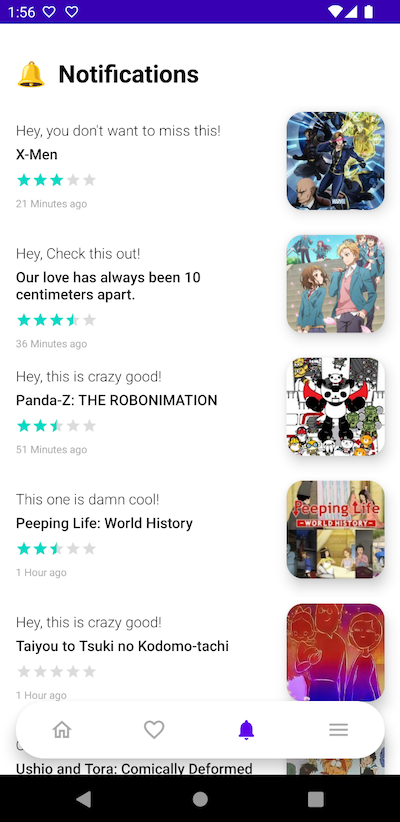 1:56
Notifications
Hey, you don't want to miss this!
X-Men
21 Minutes ago
MARVEL
Hey, Check this out!
Our love has always been 10
centimeters apart.
36 Minutes ago
Hey, this is crazy good!
Panda-Z: THE ROBONIMATION
51 Minutes ago
This one is damn cool!
Peeping Life: World History
1 Hour ago
Peeping Life
–WORLD HISTORY–
Hey, this is crazy good!
Taiyou to Tsuki no Kodomo-tachi
1 Hour ago
Ushio and Tora: Comically Deformed